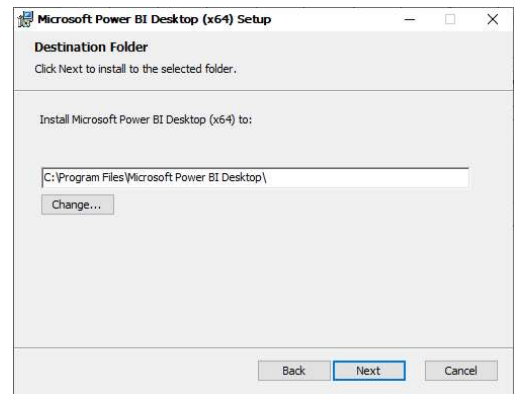 Microsoft Power BI Desktop (x64) Setup
Destination Folder
Click Next to install to the selected folder.
Install Microsoft Power BI Desktop (x64) to:
C:\Program Files\Microsoft Power BI Desktop\
Change...
Back Next Cancel